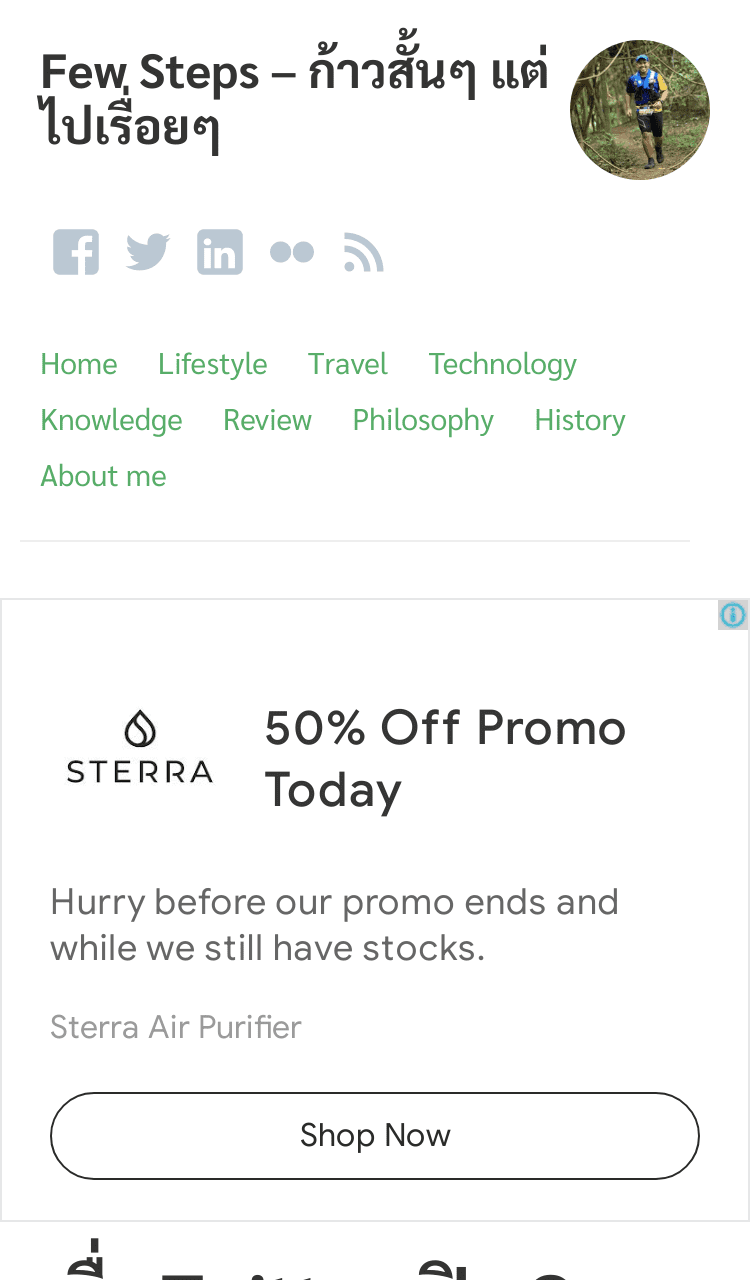 Few Steps – ก้าวสั้นๆ แต่
ไปเรื่อยๆ
Home Lifestyle Travel Technology
Knowledge Review Philosophy History
About me
STERRA
50% Off Promo
Today
Hurry before our promo ends and
while we still have stocks.
Sterra Air Purifier
Shop Now